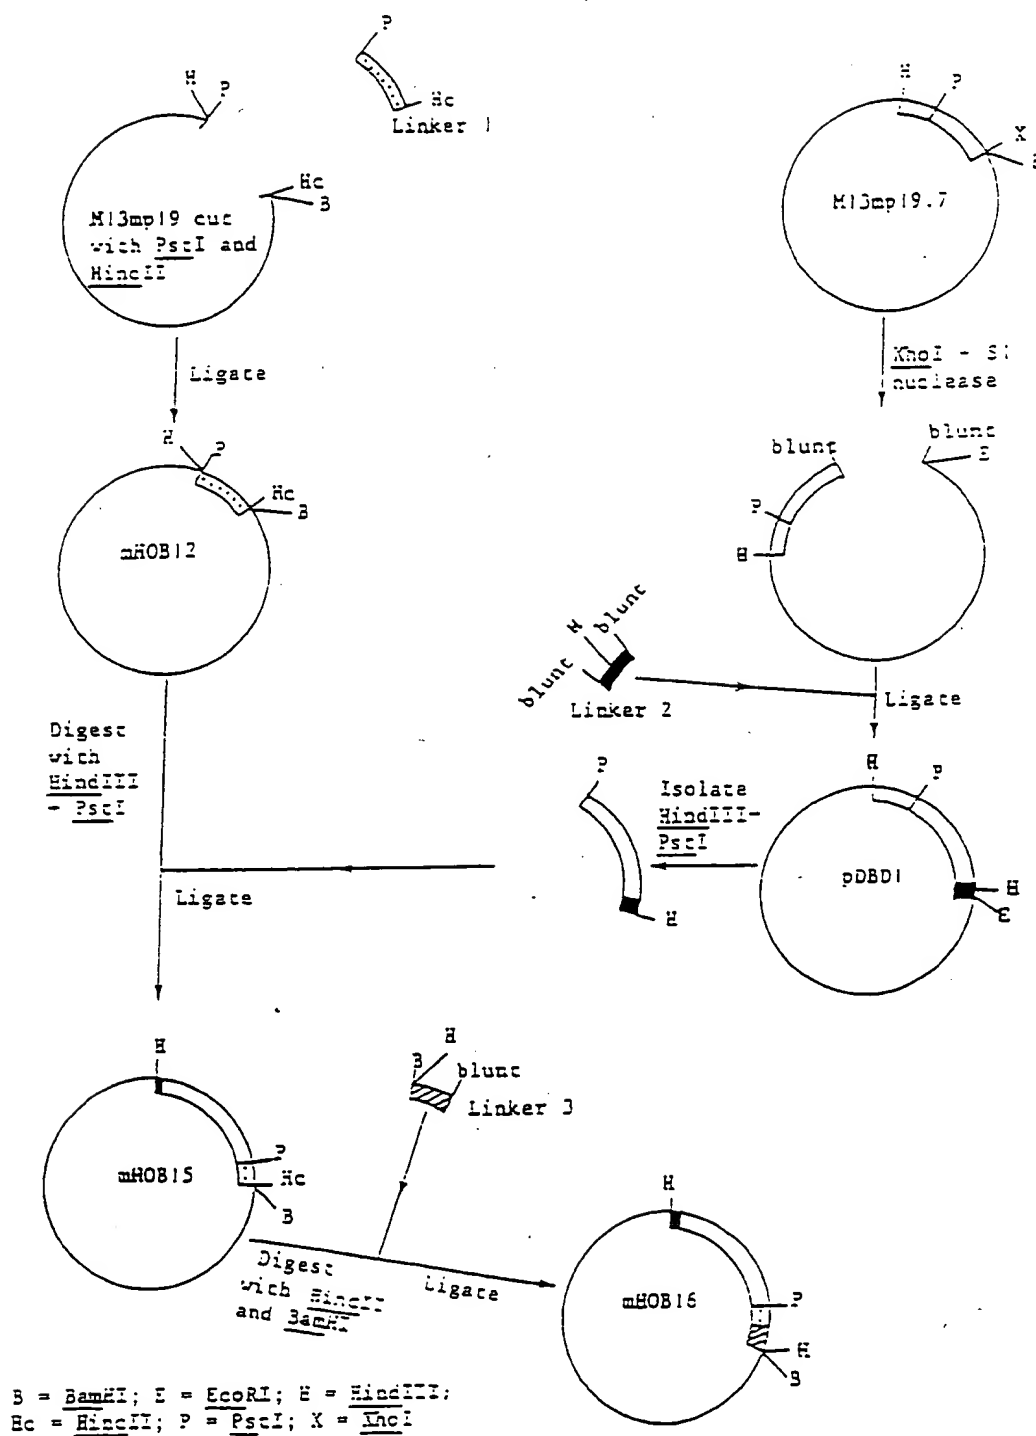 P
H
P
Hc
Linker 1
Hc
B
M13mp19 cut
with PstI and
HincII
Ligate
H
P
X
M13mp19.7
XhoI - S1
nuclease
H
P
Hc
B
mHOB12
blunt
blunt
E
P
H
blunt
H
blunt
Linker 2
Ligate
Digest
with
HindIII
- PstI
Ligate
P
H
Isolate
HindIII-
PstI
H
P
pDBD1
H
E
H
mHOB15
P
Hc
B
B
H
blunt
Linker 3
Digest
with HincII
and BamHI
Ligate
H
mHOB16
P
H
B
B = BamHI; E = EcoRI; H = HindIII;
Hc = HincII; P = PstI; X = XhoI